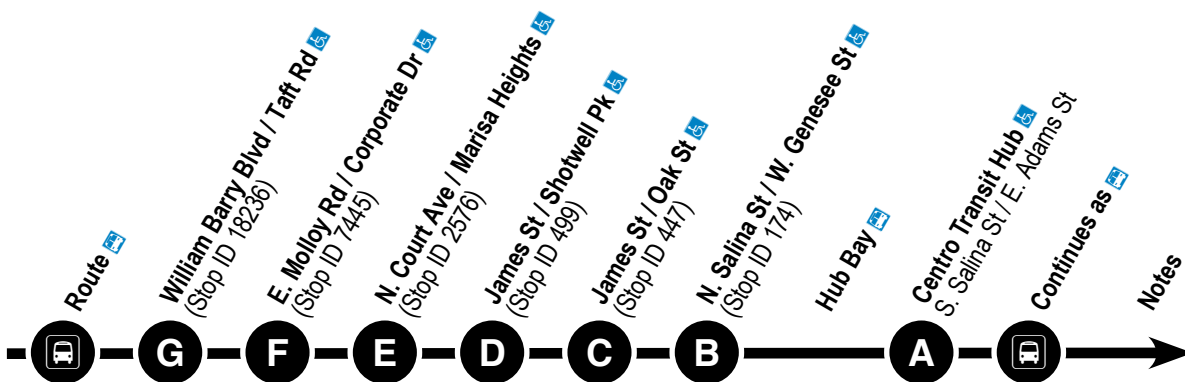 Route
William Barry Blvd / Taft Rd
(Stop ID 18236)
E. Molloy Rd / Corporate Dr
(Stop ID 7445)
N. Court Ave / Marisa Heights
(Stop ID 2576)
James St / Shotwell Pk
(Stop ID 499)
James St / Oak St
(Stop ID 447)
N. Salina St / W. Genesee St
(Stop ID 174)
Hub Bay
Centro Transit Hub
S. Salina St / E. Adams St
Continues as
Notes
G
F
E
D
C
B
A